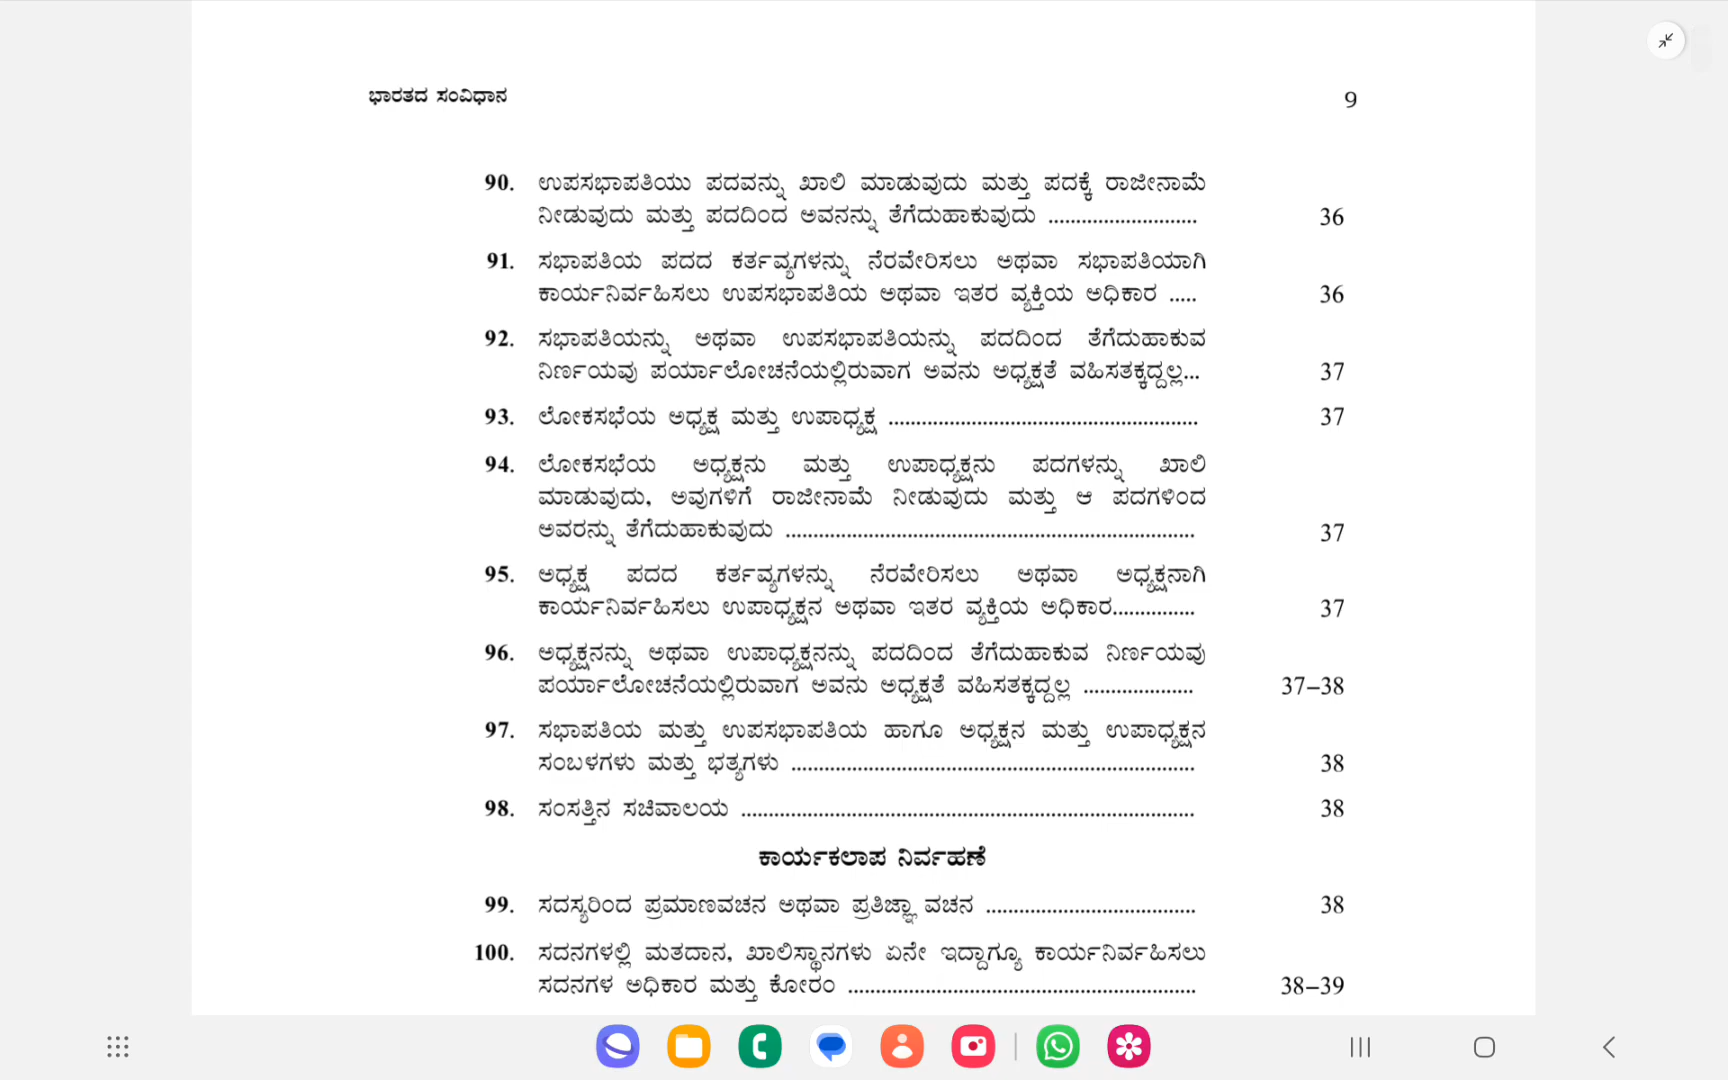 ಭಾರತದ ಸಂವಿಧಾನ 9
90. ಉಪಸಭಾಪತಿಯು ಪದವನ್ನು ಖಾಲಿ ಮಾಡುವುದು ಮತ್ತು ಪದಕ್ಕೆ ರಾಜೀನಾಮೆ
ನೀಡುವುದು ಮತ್ತು ಪದದಿಂದ ಅವನನ್ನು ತೆಗೆದುಹಾಕುವುದು ........................... 36
91. ಸಭಾಪತಿಯ ಪದದ ಕರ್ತವ್ಯಗಳನ್ನು ನೆರವೇರಿಸಲು ಅಥವಾ ಸಭಾಪತಿಯಾಗಿ
ಕಾರ್ಯನಿರ್ವಹಿಸಲು ಉಪಸಭಾಪತಿಯ ಅಥವಾ ಇತರ ವ್ಯಕ್ತಿಯ ಅಧಿಕಾರ ..... 36
92. ಸಭಾಪತಿಯನ್ನು ಅಥವಾ ಉಪಸಭಾಪತಿಯನ್ನು ಪದದಿಂದ ತೆಗೆದುಹಾಕುವ
ನಿರ್ಣಯವು ಪರ್ಯಾಲೋಚನೆಯಲ್ಲಿರುವಾಗ ಅವನು ಅಧ್ಯಕ್ಷತೆ ವಹಿಸತಕ್ಕದ್ದಲ್ಲ... 37
93. ಲೋಕಸಭೆಯ ಅಧ್ಯಕ್ಷ ಮತ್ತು ಉಪಾಧ್ಯಕ್ಷ ........................................................ 37
94. ಲೋಕಸಭೆಯ ಅಧ್ಯಕ್ಷನು ಮತ್ತು ಉಪಾಧ್ಯಕ್ಷನು ಪದಗಳನ್ನು ಖಾಲಿ
ಮಾಡುವುದು, ಅವುಗಳಿಗೆ ರಾಜೀನಾಮೆ ನೀಡುವುದು ಮತ್ತು ಆ ಪದಗಳಿಂದ
ಅವರನ್ನು ತೆಗೆದುಹಾಕುವುದು .......................................................................... 37
95. ಅಧ್ಯಕ್ಷ ಪದದ ಕರ್ತವ್ಯಗಳನ್ನು ನೆರವೇರಿಸಲು ಅಥವಾ ಅಧ್ಯಕ್ಷನಾಗಿ
ಕಾರ್ಯನಿರ್ವಹಿಸಲು ಉಪಾಧ್ಯಕ್ಷನ ಅಥವಾ ಇತರ ವ್ಯಕ್ತಿಯ ಅಧಿಕಾರ............... 37
96. ಅಧ್ಯಕ್ಷನನ್ನು ಅಥವಾ ಉಪಾಧ್ಯಕ್ಷನನ್ನು ಪದದಿಂದ ತೆಗೆದುಹಾಕುವ ನಿರ್ಣಯವು
ಪರ್ಯಾಲೋಚನೆಯಲ್ಲಿರುವಾಗ ಅವನು ಅಧ್ಯಕ್ಷತೆ ವಹಿಸತಕ್ಕದ್ದಲ್ಲ .................... 37–38
97. ಸಭಾಪತಿಯ ಮತ್ತು ಉಪಸಭಾಪತಿಯ ಹಾಗೂ ಅಧ್ಯಕ್ಷನ ಮತ್ತು ಉಪಾಧ್ಯಕ್ಷನ
ಸಂಬಳಗಳು ಮತ್ತು ಭತ್ಯಗಳು ......................................................................... 38
98. ಸಂಸತ್ತಿನ ಸಚಿವಾಲಯ .................................................................................. 38
ಕಾರ್ಯಕಲಾಪ ನಿರ್ವಹಣೆ
99. ಸದಸ್ಯರಿಂದ ಪ್ರಮಾಣವಚನ ಅಥವಾ ಪ್ರತಿಜ್ಞಾ ವಚನ ...................................... 38
100. ಸದನಗಳಲ್ಲಿ ಮತದಾನ, ಖಾಲಿಸ್ಥಾನಗಳು ಏನೇ ಇದ್ದಾಗ್ಯೂ ಕಾರ್ಯನಿರ್ವಹಿಸಲು
ಸದನಗಳ ಅಧಿಕಾರ ಮತ್ತು ಕೋರಂ ............................................................... 38–39